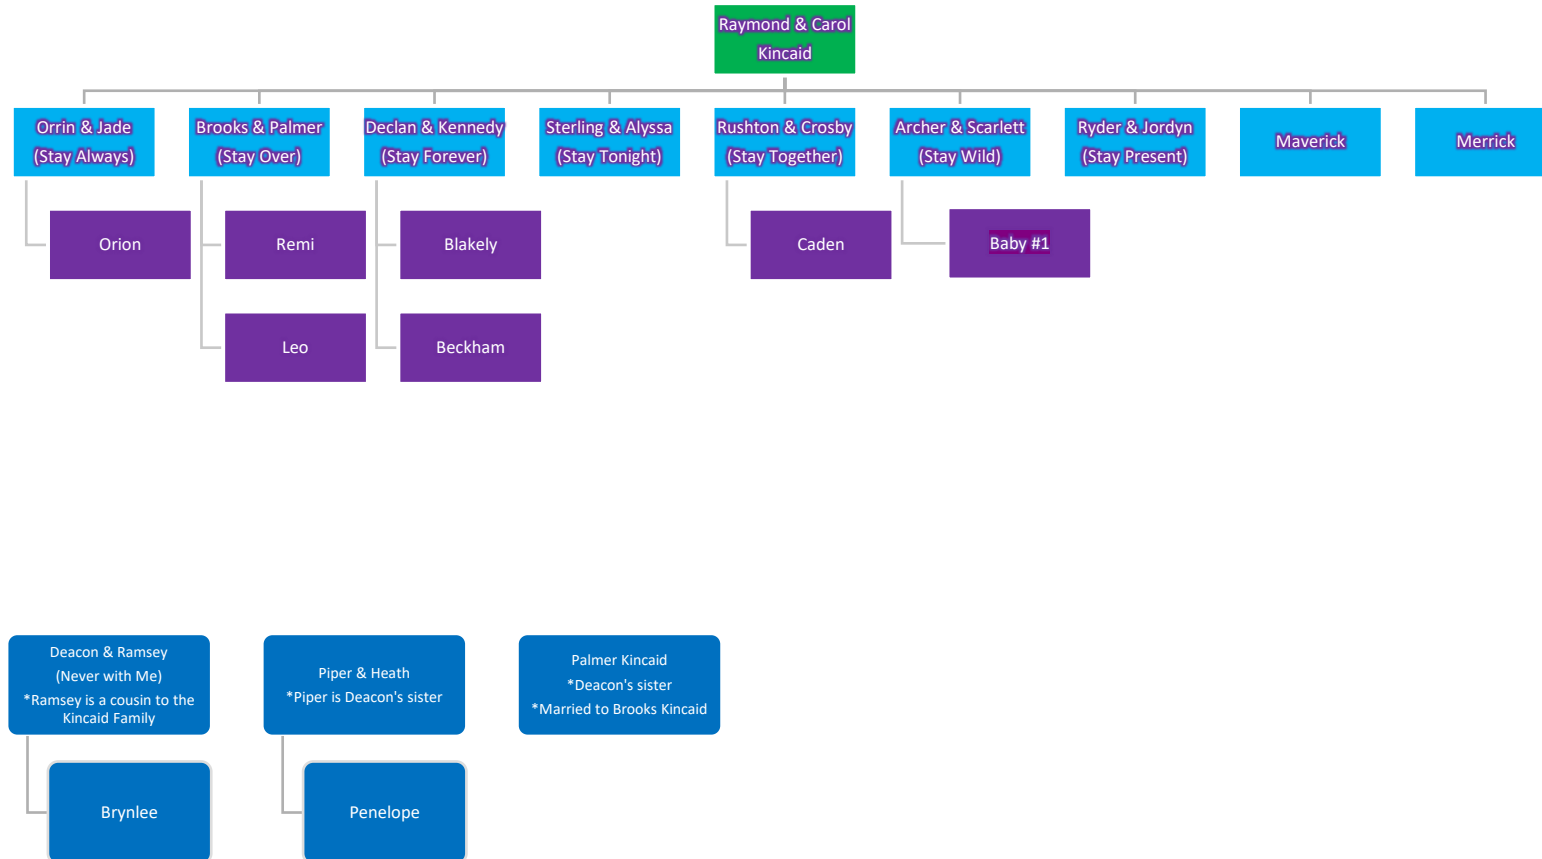 Raymond & Carol
Kincaid
Orrin & Jade
(Stay Always)
Brooks & Palmer
(Stay Over)
Declan & Kennedy
(Stay Forever)
Sterling & Alyssa
(Stay Tonight)
Rushton & Crosby
(Stay Together)
Archer & Scarlett
(Stay Wild)
Ryder & Jordyn
(Stay Present)
Maverick
Merrick
Orion
Remi
Blakely
Caden
Baby #1
Leo
Beckham
Deacon & Ramsey
(Never with Me)
*Ramsey is a cousin to the
Kincaid Family
Piper & Heath
*Piper is Deacon's sister
Palmer Kincaid
*Deacon's sister
*Married to Brooks Kincaid
Brynlee
Penelope